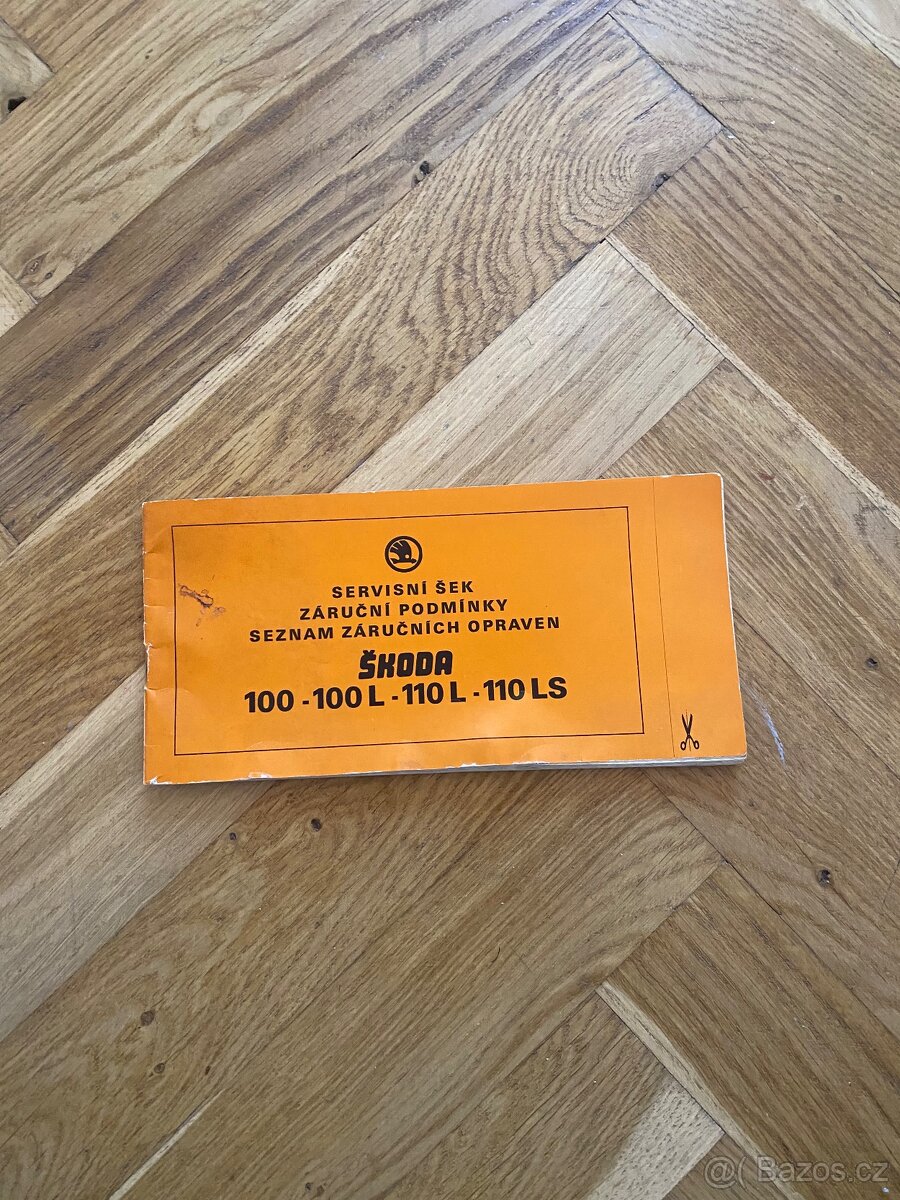 SERVISNÍ ŠEK
ZÁRUČNÍ PODMÍNKY
SEZNAM ZÁRUČNÍCH OPRAVEN
ŠKODA
100 - 100 L - 110 L - 110 LS
@( Bazos.cz